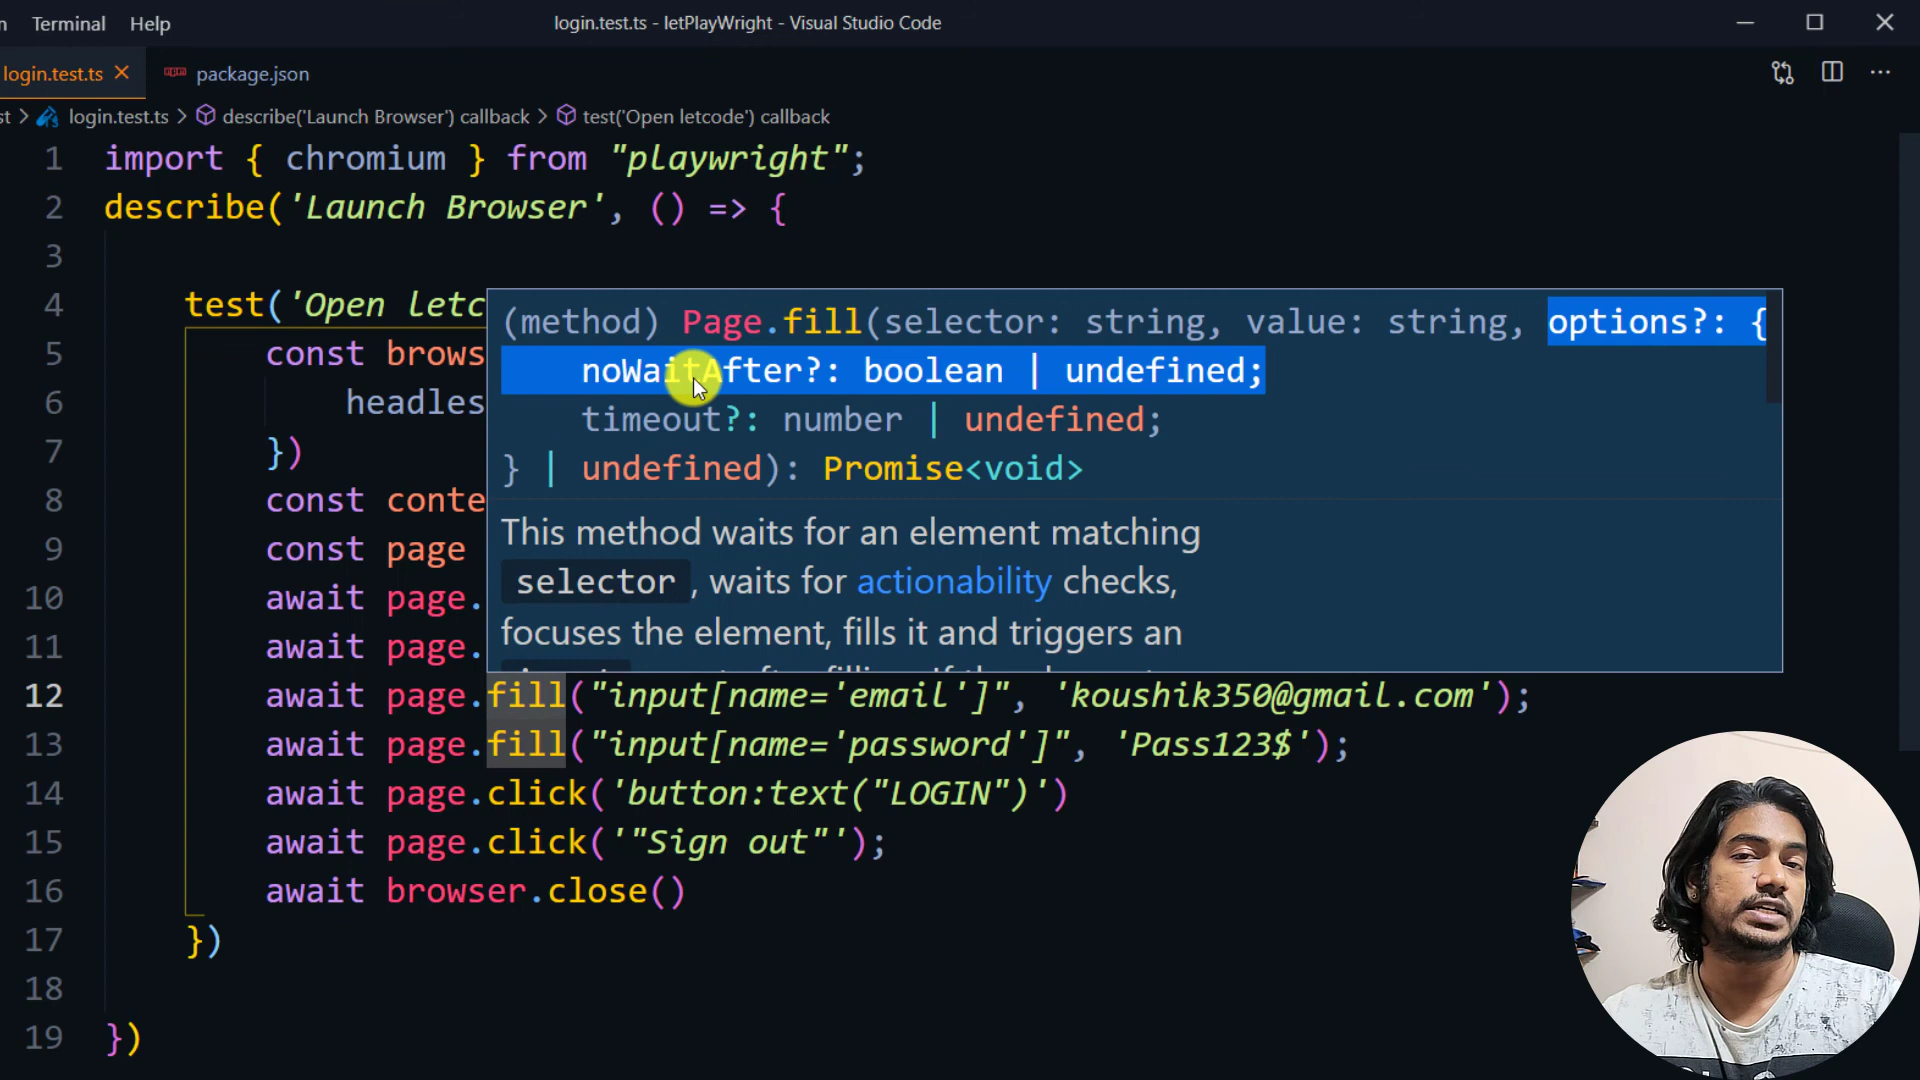 Terminal Help login.test.ts - letPlayWright - Visual Studio Code
login.test.ts package.json
login.test.ts > describe('Launch Browser') callback > test('Open letcode') callback
1 import { chromium } from "playwright";
2 describe('Launch Browser', () => {
3
4 test('Open letc
5 const brows
6 headles
7 })
8 const conte
9 const page
10 await page.
11 await page.
(method) Page.fill(selector: string, value: string, options?: {
noWaitAfter?: boolean | undefined;
timeout?: number | undefined;
} | undefined): Promise<void>
This method waits for an element matching
selector, waits for actionability checks,
focuses the element, fills it and triggers an
12 await page.fill("input[name='email']", 'koushik350@gmail.com');
13 await page.fill("input[name='password']", 'Pass123$');
14 await page.click('button:text("LOGIN")')
15 await page.click('"Sign out"');
16 await browser.close()
17 })
18
19 })